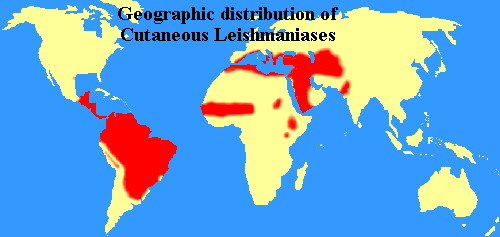 Geographic distribution of
Cutaneous Leishmaniases